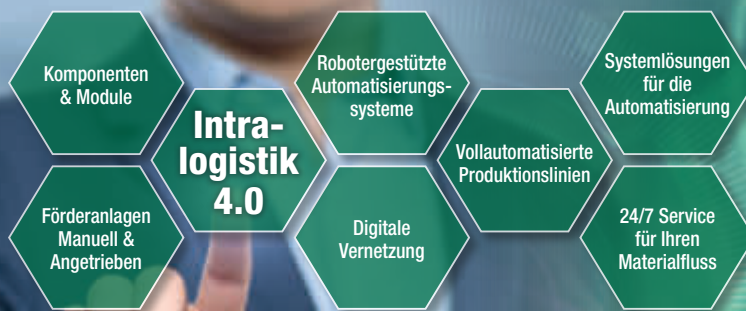 Komponenten
& Module
Intra-
logistik
4.0
Förderanlagen
Manuell &
Angetrieben
Robotergestützte
Automatisierungs-
systeme
Digitale
Vernetzung
Vollautomatisierte
Produktionslinien
Systemlösungen
für die
Automatisierung
24/7 Service
für Ihren
Materialfluss